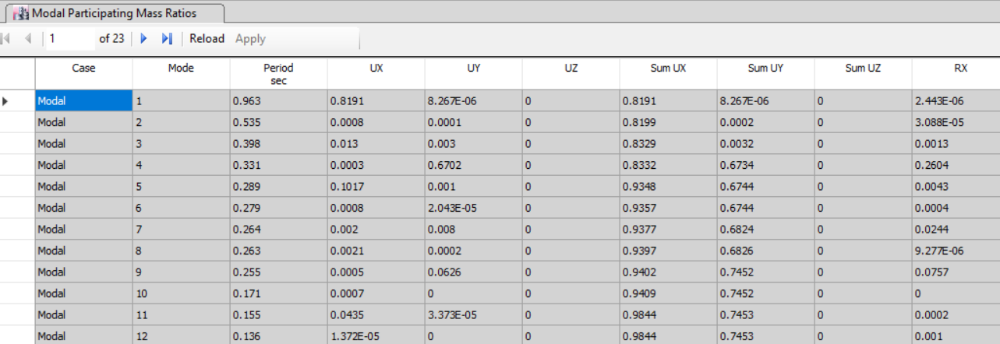 Modal Participating Mass Ratios
1 of 23 Reload Apply
Case Mode Period sec UX UY UZ Sum UX Sum UY Sum UZ RX
Modal 1 0.963 0.8191 8.267E-06 0 0.8191 8.267E-06 0 2.443E-06
Modal 2 0.535 0.0008 0.0001 0 0.8199 0.0002 0 3.088E-05
Modal 3 0.398 0.013 0.003 0 0.8329 0.0032 0 0.0013
Modal 4 0.331 0.0003 0.6702 0 0.8332 0.6734 0 0.2604
Modal 5 0.289 0.1017 0.001 0 0.9348 0.6744 0 0.0043
Modal 6 0.279 0.0008 2.043E-05 0 0.9357 0.6744 0 0.0004
Modal 7 0.264 0.002 0.008 0 0.9377 0.6824 0 0.0244
Modal 8 0.263 0.0021 0.0002 0 0.9397 0.6826 0 9.277E-06
Modal 9 0.255 0.0005 0.0626 0 0.9402 0.7452 0 0.0757
Modal 10 0.171 0.0007 0 0 0.9409 0.7452 0 0
Modal 11 0.155 0.0435 3.373E-05 0 0.9844 0.7453 0 0.0002
Modal 12 0.136 1.372E-05 0 0 0.9844 0.7453 0 0.001